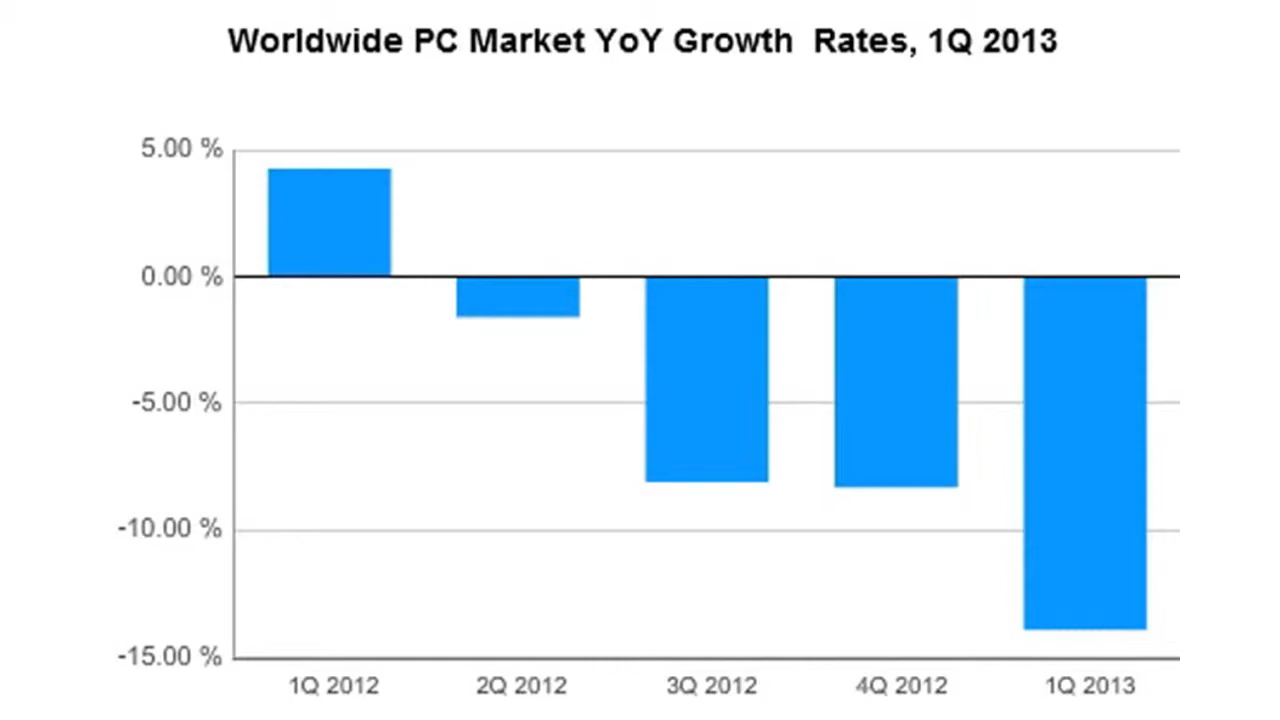 Worldwide PC Market YoY Growth Rates, 1Q 2013
5.00 %
0.00 %
-5.00 %
-10.00 %
-15.00 %
1Q 2012 2Q 2012 3Q 2012 4Q 2012 1Q 2013